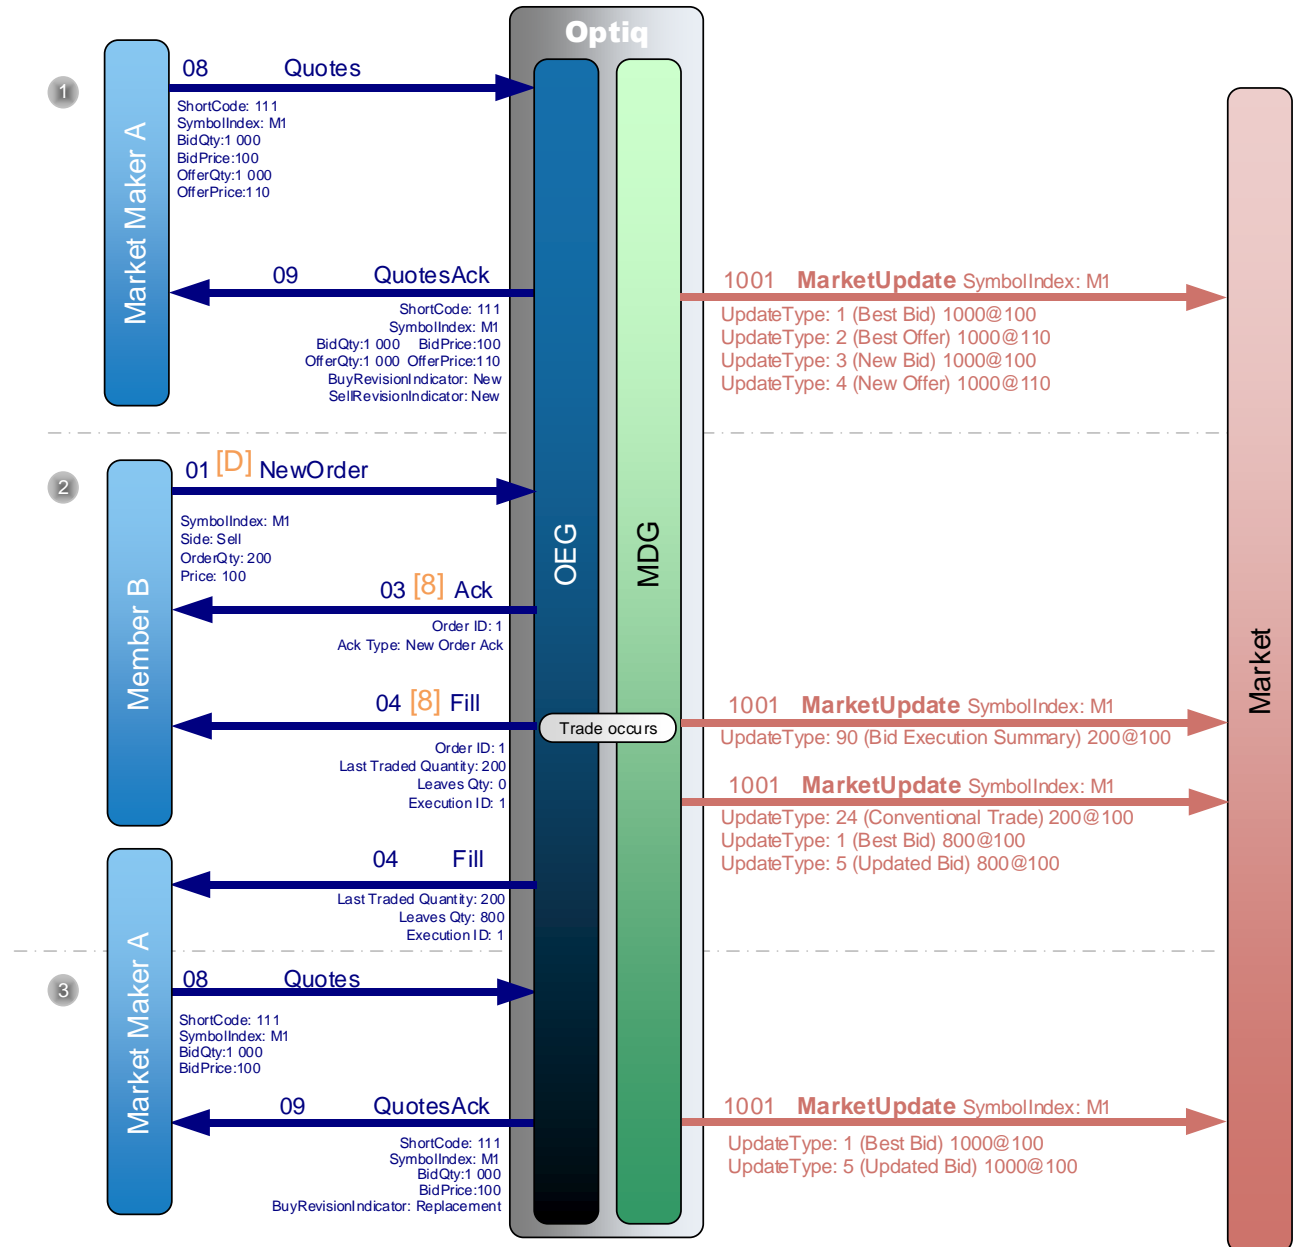 Optiq
1
08 Quotes
ShortCode: 111
SymbolIndex: M1
BidQty:1 000
BidPrice:100
OfferQty:1 000
OfferPrice:110
Market Maker A
09 QuotesAck
ShortCode: 111
SymbolIndex: M1
BidQty:1 000 BidPrice:100
OfferQty:1 000 OfferPrice:110
BuyRevisionIndicator: New
SellRevisionIndicator: New
1001 MarketUpdate SymbolIndex: M1
UpdateType: 1 (Best Bid) 1000@100
UpdateType: 2 (Best Offer) 1000@110
UpdateType: 3 (New Bid) 1000@100
UpdateType: 4 (New Offer) 1000@110
2
01 [D] NewOrder
SymbolIndex: M1
Side: Sell
OrderQty: 200
Price: 100
Member B
03 [8] Ack
Order ID: 1
Ack Type: New Order Ack
OEG
MDG
Market
04 [8] Fill
Order ID: 1
Last Traded Quantity: 200
Leaves Qty: 0
Execution ID: 1
Trade occurs
1001 MarketUpdate SymbolIndex: M1
UpdateType: 90 (Bid Execution Summary) 200@100
1001 MarketUpdate SymbolIndex: M1
UpdateType: 24 (Conventional Trade) 200@100
UpdateType: 1 (Best Bid) 800@100
UpdateType: 5 (Updated Bid) 800@100
04 Fill
Last Traded Quantity: 200
Leaves Qty: 800
Execution ID: 1
Market Maker A
3
08 Quotes
ShortCode: 111
SymbolIndex: M1
BidQty:1 000
BidPrice:100
09 QuotesAck
ShortCode: 111
SymbolIndex: M1
BidQty:1 000
BidPrice:100
BuyRevisionIndicator: Replacement
1001 MarketUpdate SymbolIndex: M1
UpdateType: 1 (Best Bid) 1000@100
UpdateType: 5 (Updated Bid) 1000@100